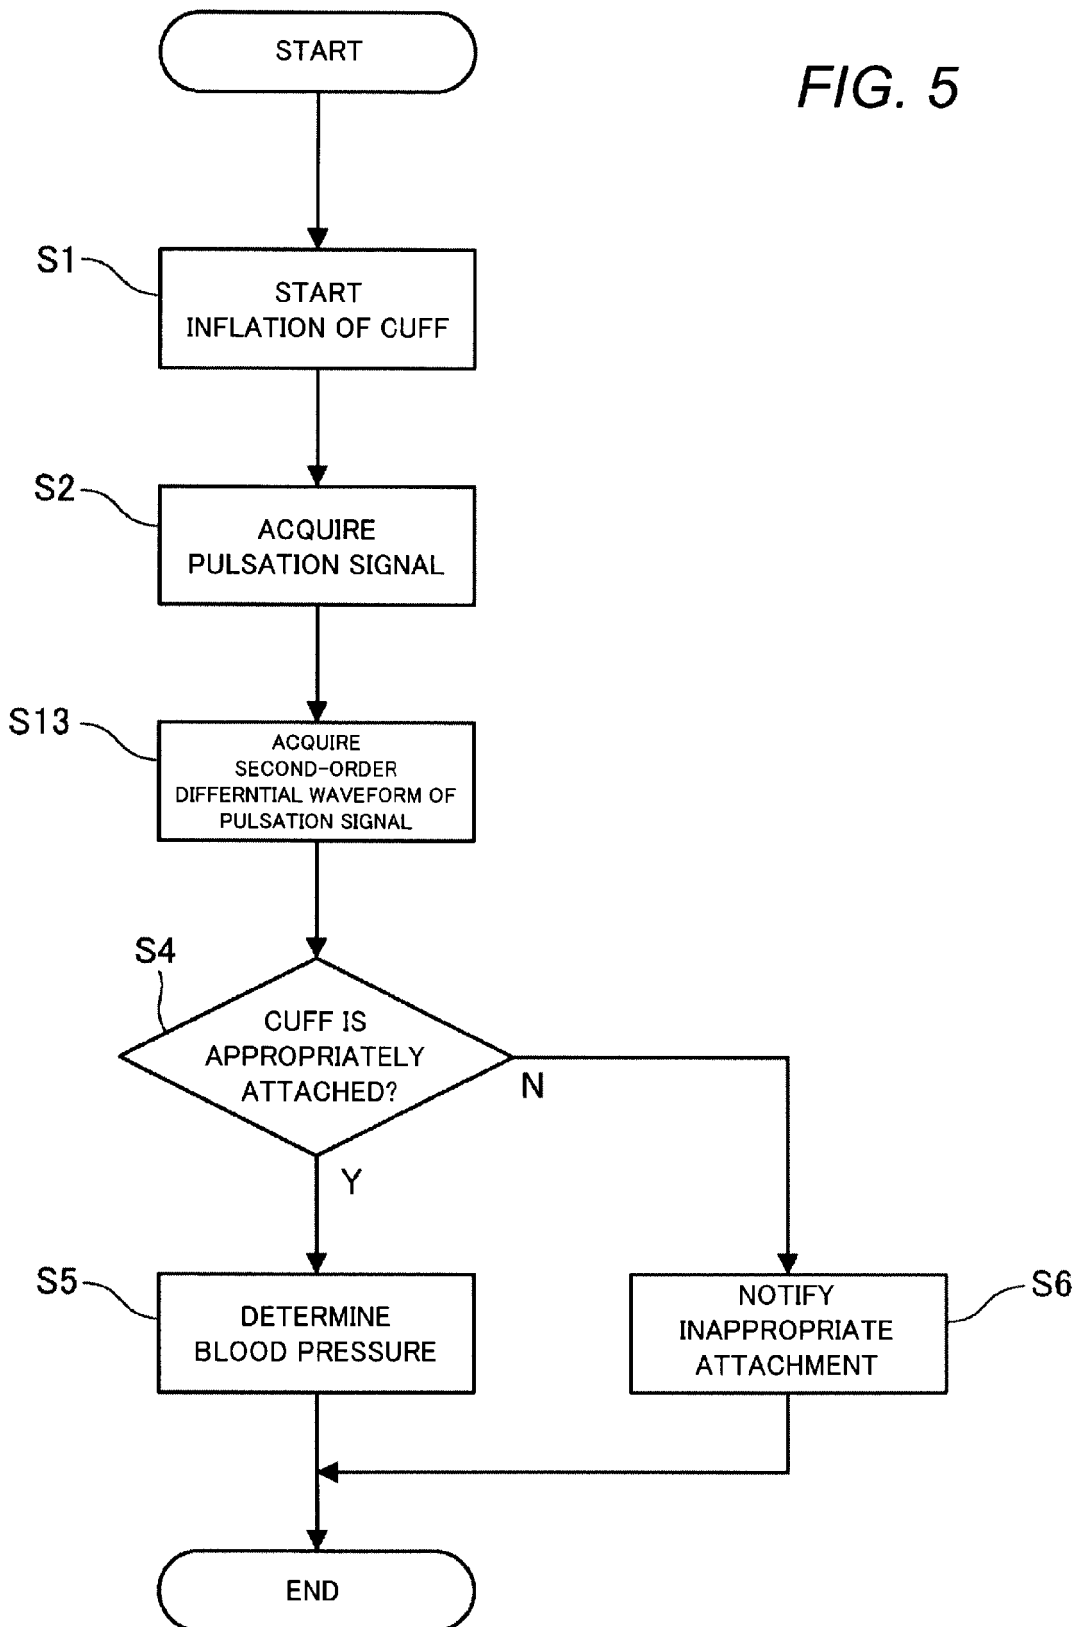 START
FIG. 5
S1
START
INFLATION OF CUFF
S2
ACQUIRE
PULSATION SIGNAL
S13
ACQUIRE
SECOND-ORDER
DIFFERNTIAL WAVEFORM OF
PULSATION SIGNAL
S4
CUFF IS
APPROPRIATELY
ATTACHED?
N
Y
S5
DETERMINE
BLOOD PRESSURE
NOTIFY
INAPPROPRIATE
ATTACHMENT
S6
END